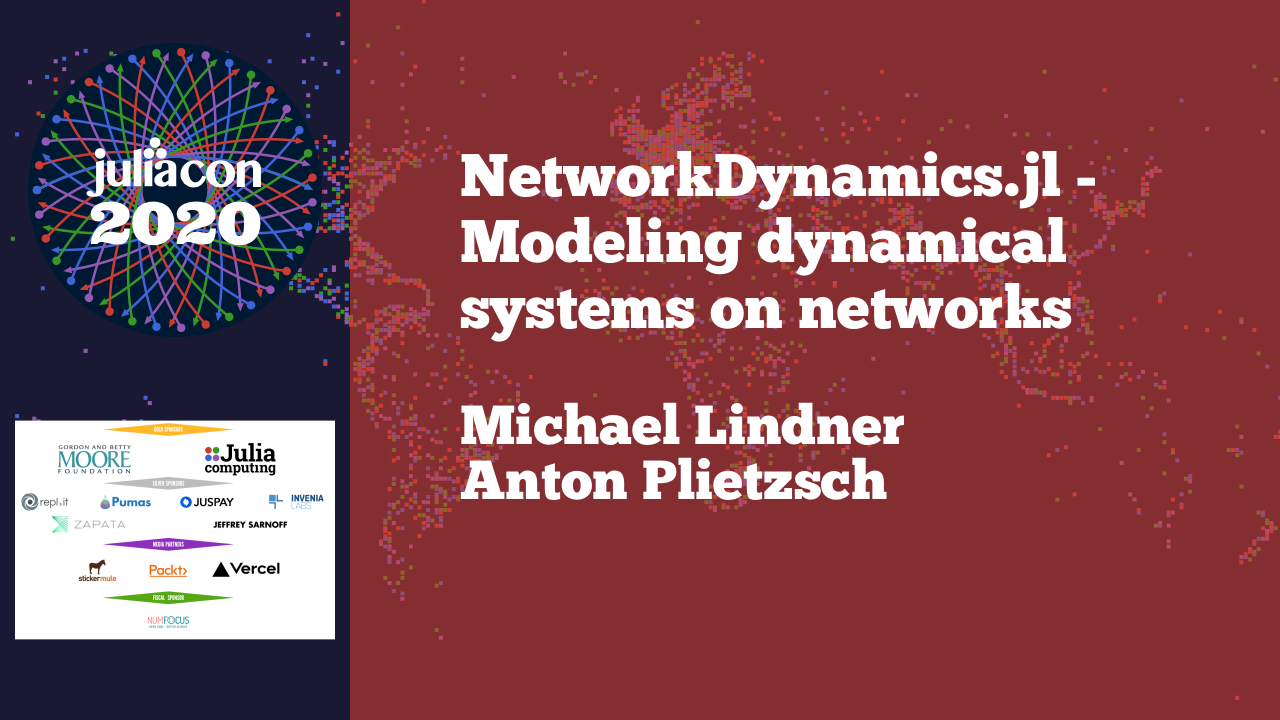 juliacon
2020
GOLD SPONSORS
GORDON AND BETTY
MOORE
FOUNDATION
Julia
computing
SILVER SPONSORS
repl.it
Pumas
JUSPAY
INVENIA
LABS
ZAPATA
JEFFREY SARNOFF
MEDIA PARTNERS
stickermule
Packt>
Vercel
FISCAL SPONSOR
NUMFOCUS
NetworkDynamics.jl -
Modeling dynamical
systems on networks
Michael Lindner
Anton Plietzsch